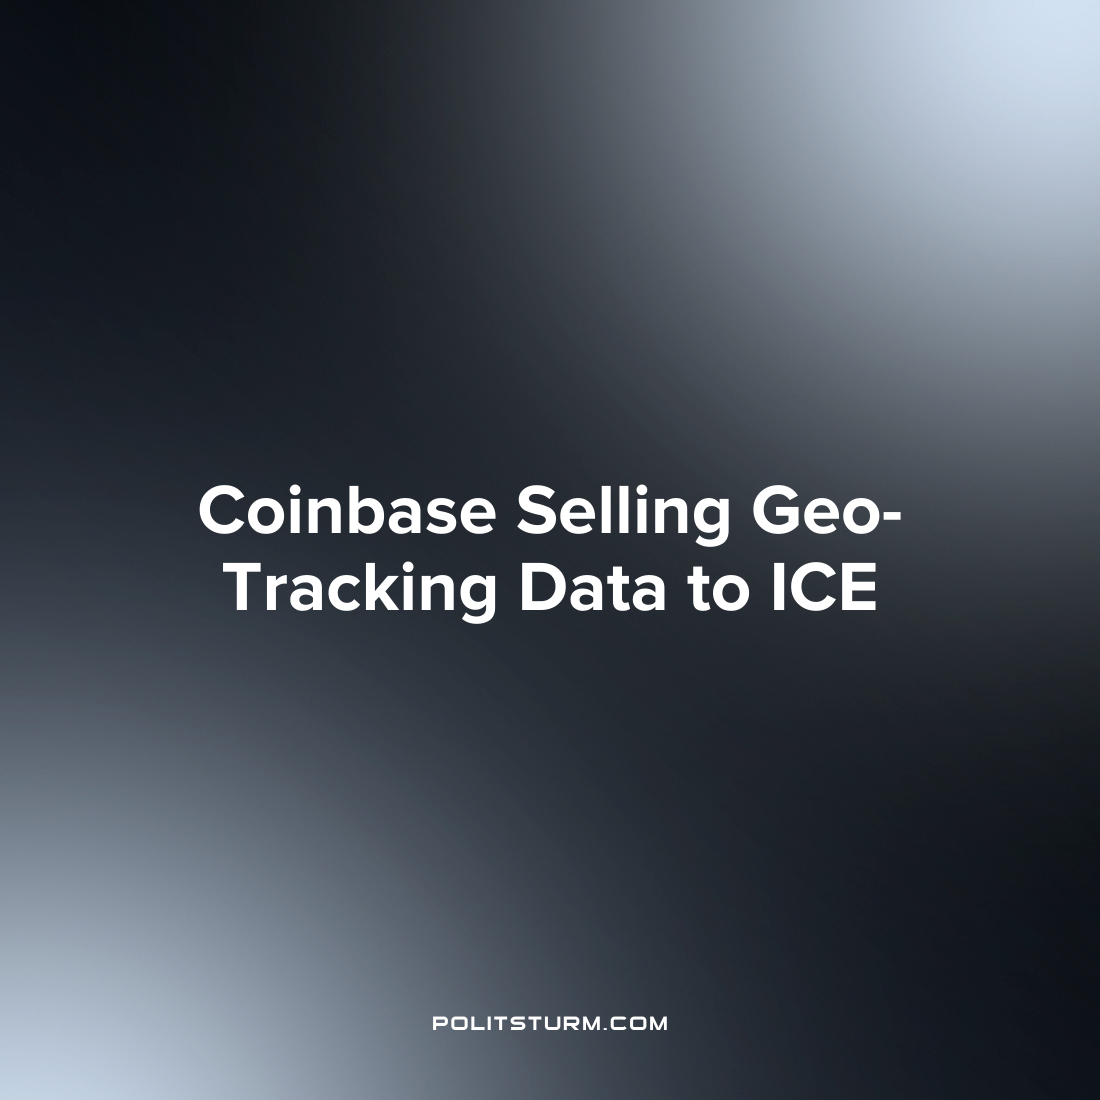 Coinbase Selling Geo-
Tracking Data to ICE
POLITSTURM.COM